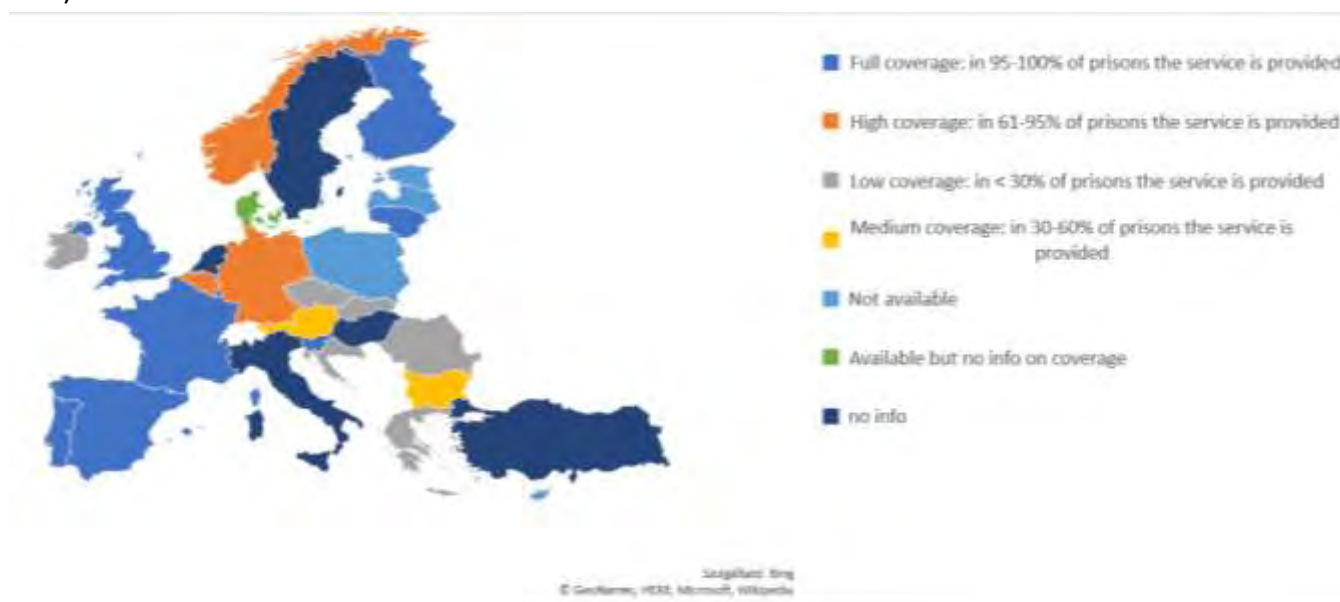 Full coverage: in 95-100% of prisons the service is provided
High coverage: in 61-95% of prisons the service is provided
Low coverage: in < 30% of prisons the service is provided
Medium coverage: in 30-60% of prisons the service is
provided
Not available
Available but no info on coverage
no info
© GeoNames, HERE, Microsoft, Wikipedia